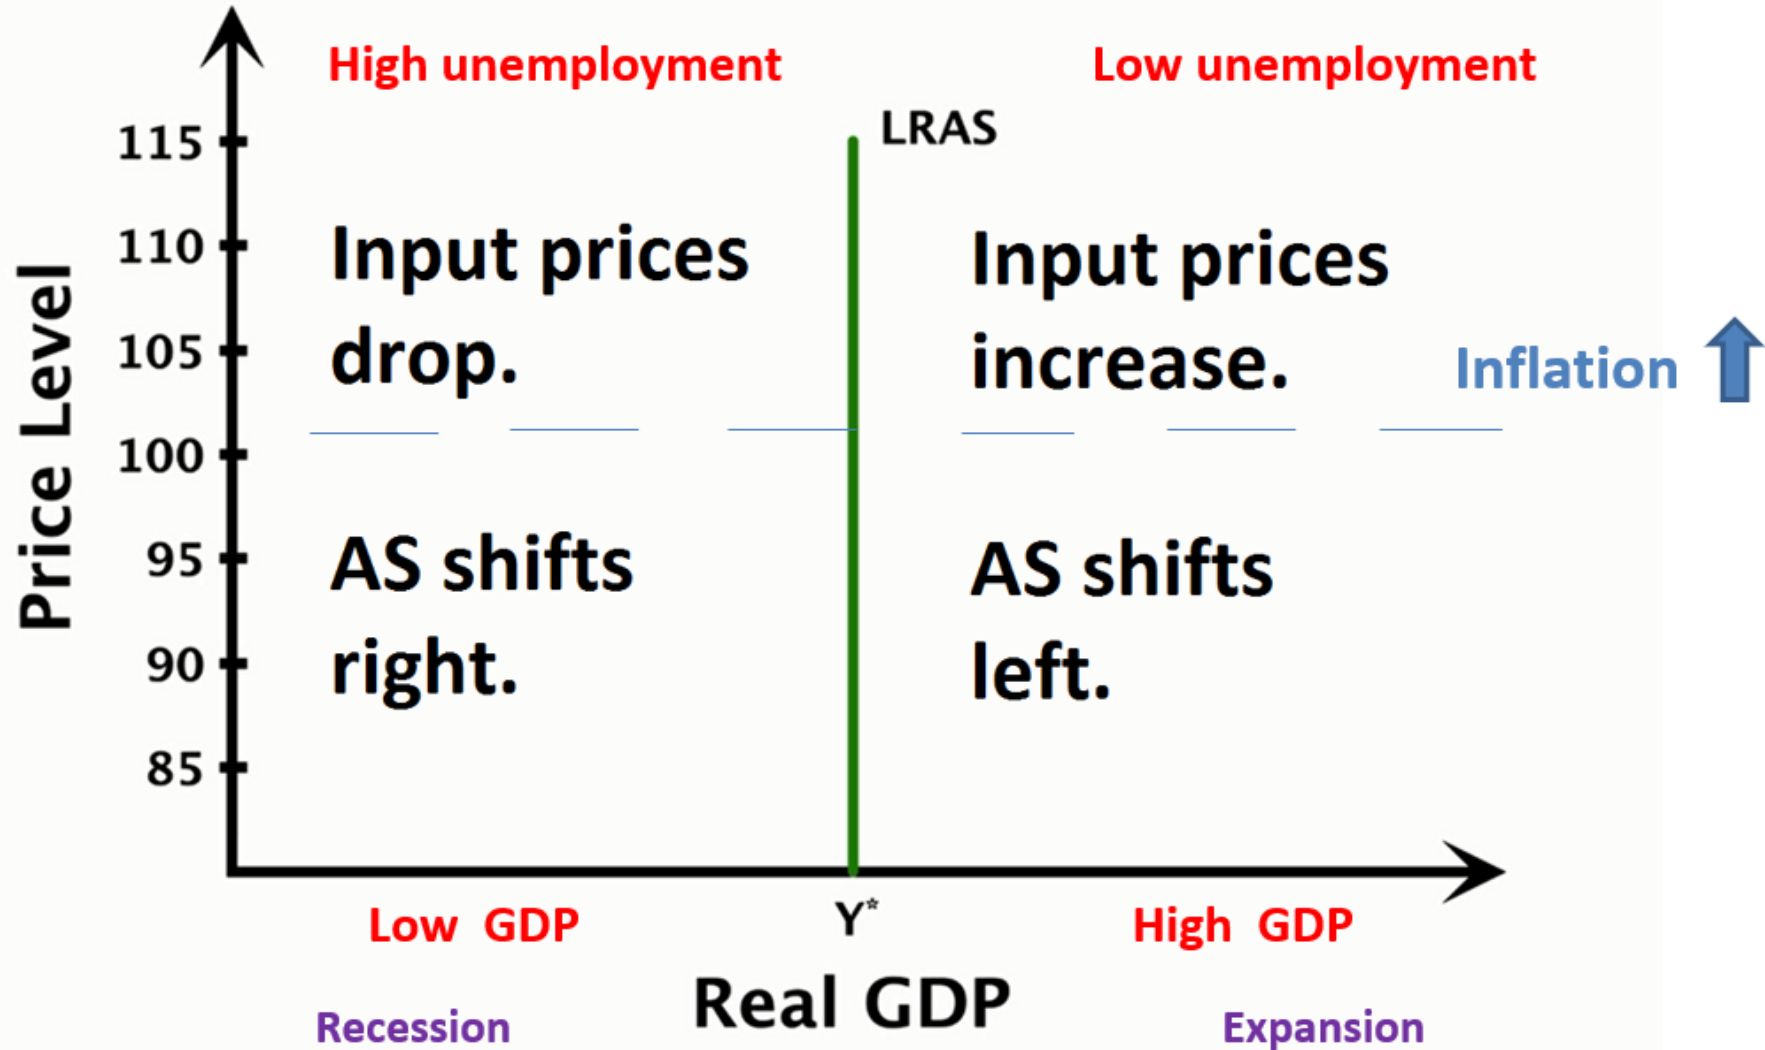 High unemployment
Low unemployment
LRAS
115
110
105
100
95
90
85
Price Level
Input prices
drop.
Input prices
increase.
Inflation
AS shifts
right.
AS shifts
left.
Low GDP
Y*
High GDP
Real GDP
Recession
Expansion